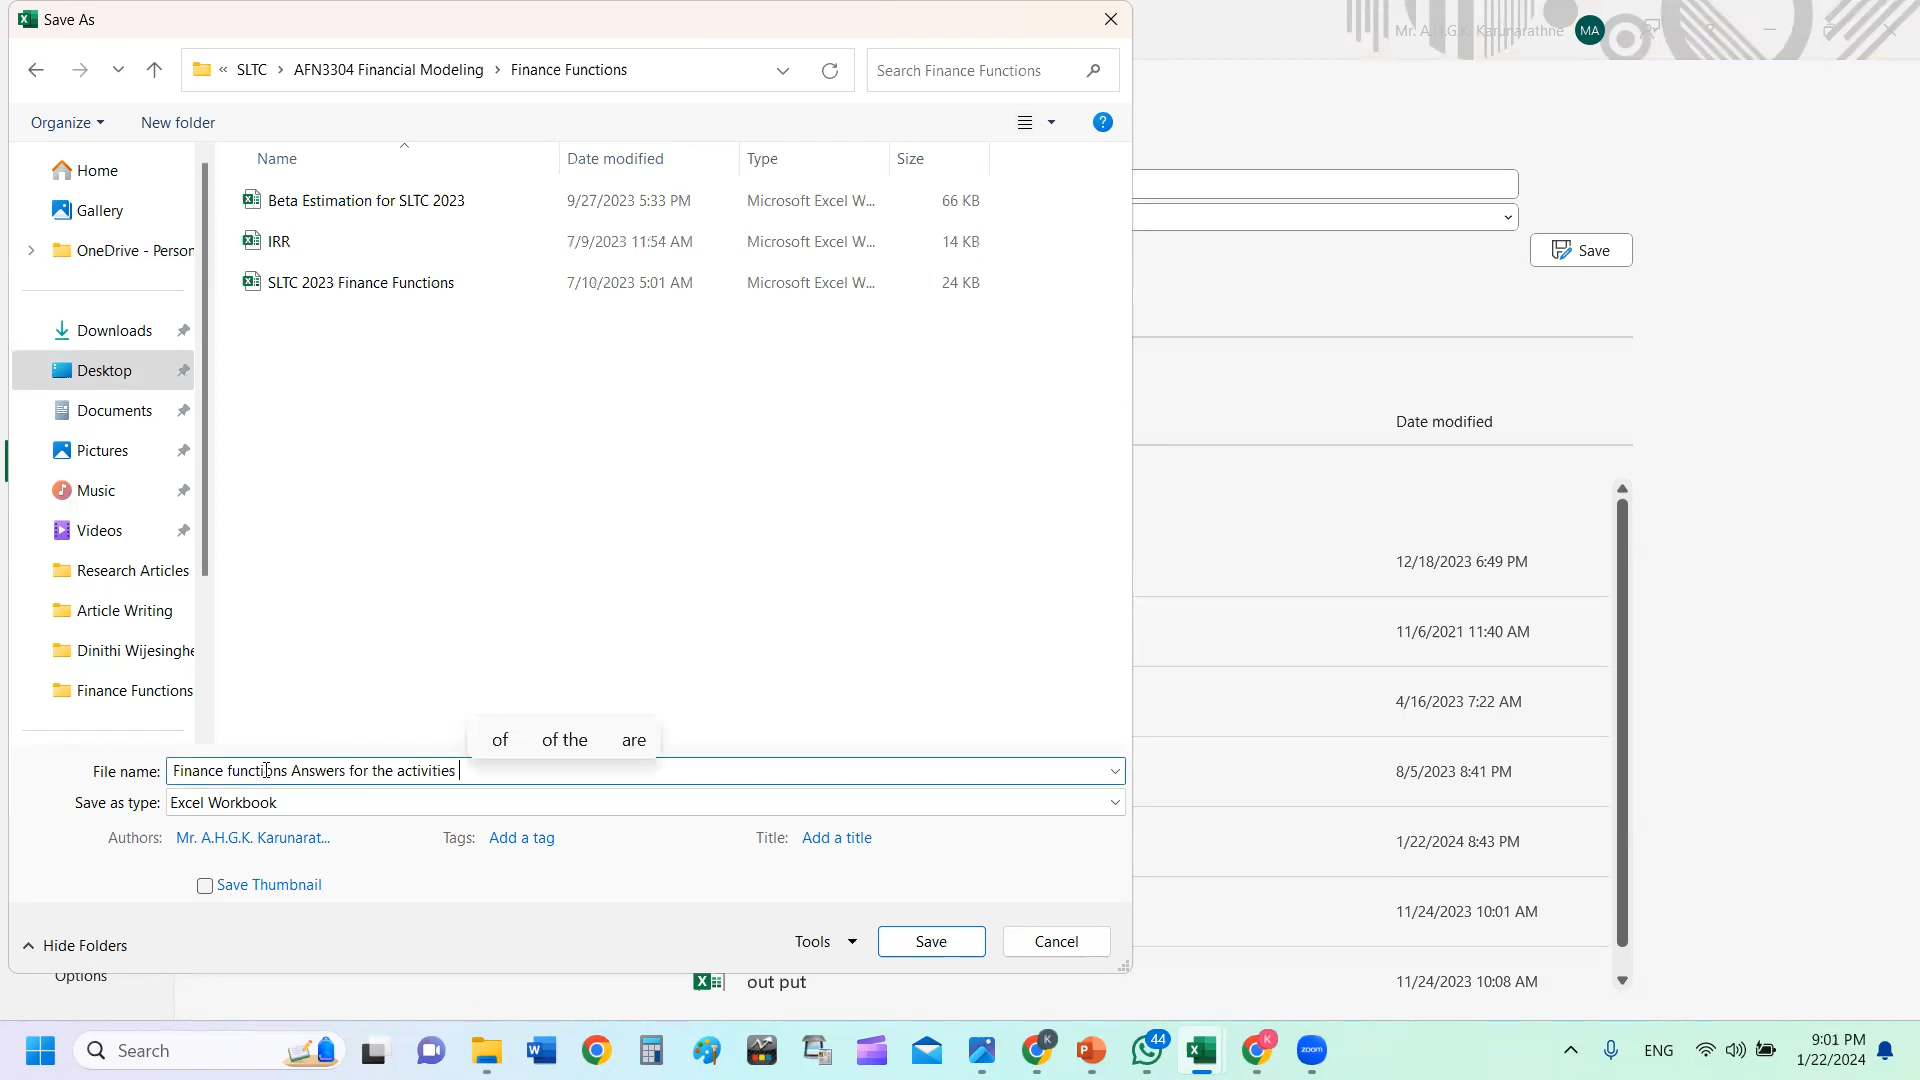 Save As
Mr. A.H.G.K. Karunarathne MA
« SLTC > AFN3304 Financial Modeling > Finance Functions
Search Finance Functions
Organize
New folder
Name
Date modified
Type
Size
Home
Gallery
OneDrive - Person
Downloads
Desktop
Documents
Pictures
Music
Videos
Research Articles
Article Writing
Dinithi Wijesinghe
Finance Functions
Beta Estimation for SLTC 2023 9/27/2023 5:33 PM Microsoft Excel W... 66 KB
IRR 7/9/2023 11:54 AM Microsoft Excel W... 14 KB
SLTC 2023 Finance Functions 7/10/2023 5:01 AM Microsoft Excel W... 24 KB
of of the are
File name: Finance functions Answers for the activities
Save as type: Excel Workbook
Authors: Mr. A.H.G.K. Karunarat...
Tags: Add a tag
Title: Add a title
Save Thumbnail
Hide Folders
Tools
Save
Cancel
Options
Save
Date modified
12/18/2023 6:49 PM
11/6/2021 11:40 AM
4/16/2023 7:22 AM
8/5/2023 8:41 PM
1/22/2024 8:43 PM
11/24/2023 10:01 AM
out put 11/24/2023 10:08 AM
Search
K
44
K
zoom
ENG
9:01 PM
1/22/2024